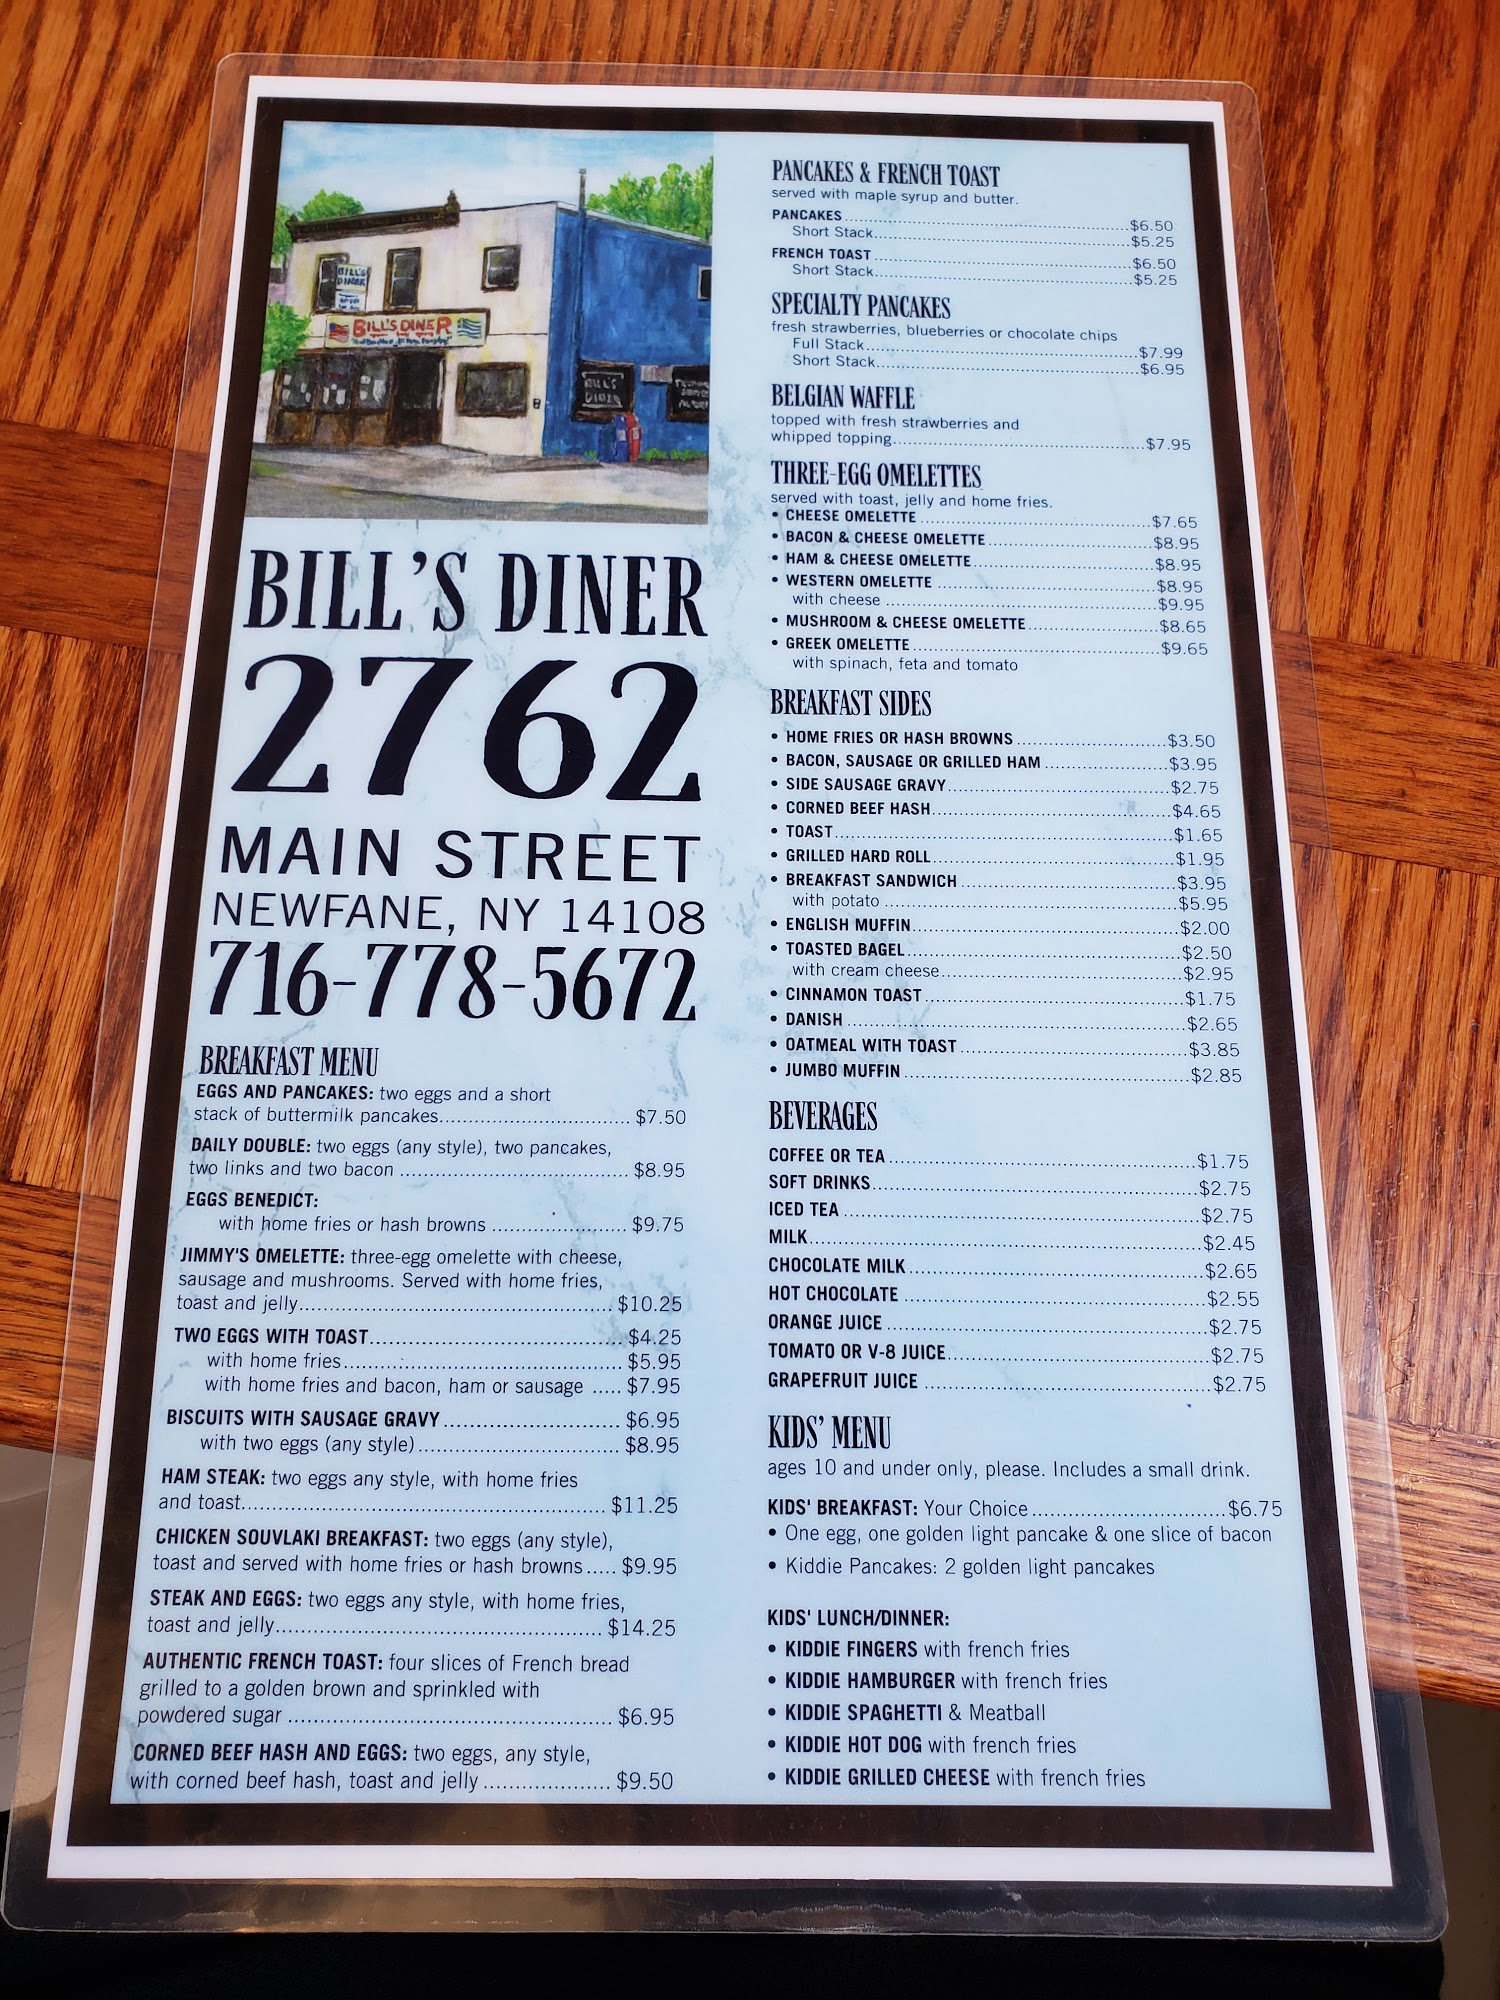 BILL'S
DINER
BILL'S DINER
BILL'S
DINER
BILL'S DINER
2762
MAIN STREET
NEWFANE, NY 14108
716-778-5672
BREAKFAST MENU
EGGS AND PANCAKES: two eggs and a short
stack of buttermilk pancakes.............................. $7.50
DAILY DOUBLE: two eggs (any style), two pancakes,
two links and two bacon .................................... $8.95
EGGS BENEDICT:
with home fries or hash browns ..................... $9.75
JIMMY'S OMELETTE: three-egg omelette with cheese,
sausage and mushrooms. Served with home fries,
toast and jelly................................................. $10.25
TWO EGGS WITH TOAST........................................ $4.25
with home fries............................................ $5.95
with home fries and bacon, ham or sausage ..... $7.95
BISCUITS WITH SAUSAGE GRAVY............................ $6.95
with two eggs (any style)................................ $8.95
HAM STEAK: two eggs any style, with home fries
and toast......................................................... $11.25
CHICKEN SOUVLAKI BREAKFAST: two eggs (any style),
toast and served with home fries or hash browns..... $9.95
STEAK AND EGGS: two eggs any style, with home fries,
toast and jelly................................................... $14.25
AUTHENTIC FRENCH TOAST: four slices of French bread
grilled to a golden brown and sprinkled with
powdered sugar .................................................. $6.95
CORNED BEEF HASH AND EGGS: two eggs, any style,
with corned beef hash, toast and jelly .................... $9.50
PANCAKES & FRENCH TOAST
served with maple syrup and butter.
PANCAKES.................................................. $6.50
Short Stack............................................. $5.25
FRENCH TOAST............................................. $6.50
Short Stack............................................. $5.25
SPECIALTY PANCAKES
fresh strawberries, blueberries or chocolate chips
Full Stack............................................... $7.99
Short Stack............................................. $6.95
BELGIAN WAFFLE
topped with fresh strawberries and
whipped topping........................................... $7.95
THREE-EGG OMELETTES
served with toast, jelly and home fries.
• CHEESE OMELETTE ....................................... $7.65
• BACON & CHEESE OMELETTE............................ $8.95
• HAM & CHEESE OMELETTE.............................. $8.95
• WESTERN OMELETTE ..................................... $8.95
with cheese ............................................. $9.95
• MUSHROOM & CHEESE OMELETTE....................... $8.65
• GREEK OMELETTE......................................... $9.65
with spinach, feta and tomato
BREAKFAST SIDES
• HOME FRIES OR HASH BROWNS.......................... $3.50
• BACON, SAUSAGE OR GRILLED HAM .................... $3.95
• SIDE SAUSAGE GRAVY.................................... $2.75
• CORNED BEEF HASH...................................... $4.65
• TOAST..................................................... $1.65
• GRILLED HARD ROLL..................................... $1.95
• BREAKFAST SANDWICH................................... $3.95
with potato .............................................. $5.95
• ENGLISH MUFFIN......................................... $2.00
• TOASTED BAGEL.......................................... $2.50
with cream cheese...................................... $2.95
• CINNAMON TOAST........................................ $1.75
• DANISH ................................................... $2.65
• OATMEAL WITH TOAST................................... $3.85
• JUMBO MUFFIN........................................... $2.85
BEVERAGES
COFFEE OR TEA............................................. $1.75
SOFT DRINKS............................................... $2.75
ICED TEA ................................................... $2.75
MILK........................................................ $2.45
CHOCOLATE MILK........................................... $2.65
HOT CHOCOLATE ........................................... $2.55
ORANGE JUICE ............................................. $2.75
TOMATO OR V-8 JUICE..................................... $2.75
GRAPEFRUIT JUICE ........................................ $2.75
KIDS' MENU
ages 10 and under only, please. Includes a small drink.
KIDS' BREAKFAST: Your Choice........................... $6.75
• One egg, one golden light pancake & one slice of bacon
• Kiddie Pancakes: 2 golden light pancakes
KIDS' LUNCH/DINNER:
• KIDDIE FINGERS with french fries
• KIDDIE HAMBURGER with french fries
• KIDDIE SPAGHETTI & Meatball
• KIDDIE HOT DOG with french fries
• KIDDIE GRILLED CHEESE with french fries